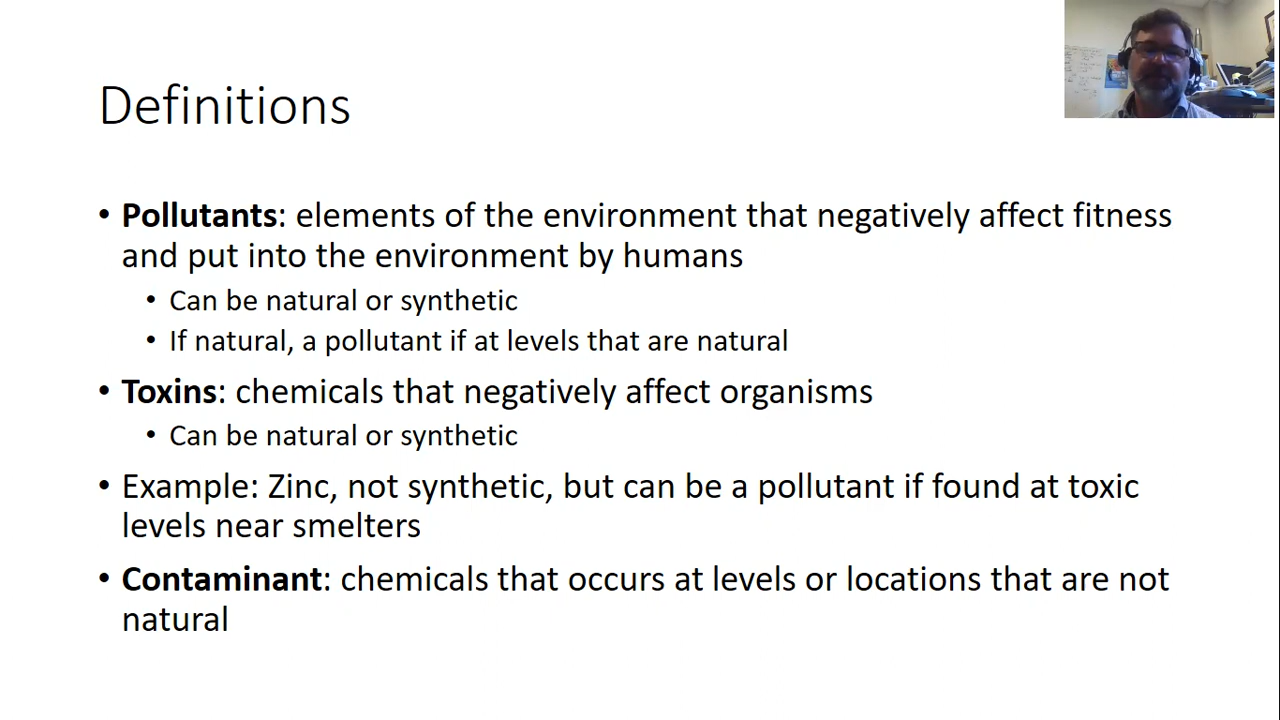 Definitions
• Pollutants: elements of the environment that negatively affect fitness
and put into the environment by humans
• Can be natural or synthetic
• If natural, a pollutant if at levels that are natural
• Toxins: chemicals that negatively affect organisms
• Can be natural or synthetic
• Example: Zinc, not synthetic, but can be a pollutant if found at toxic
levels near smelters
• Contaminant: chemicals that occurs at levels or locations that are not
natural